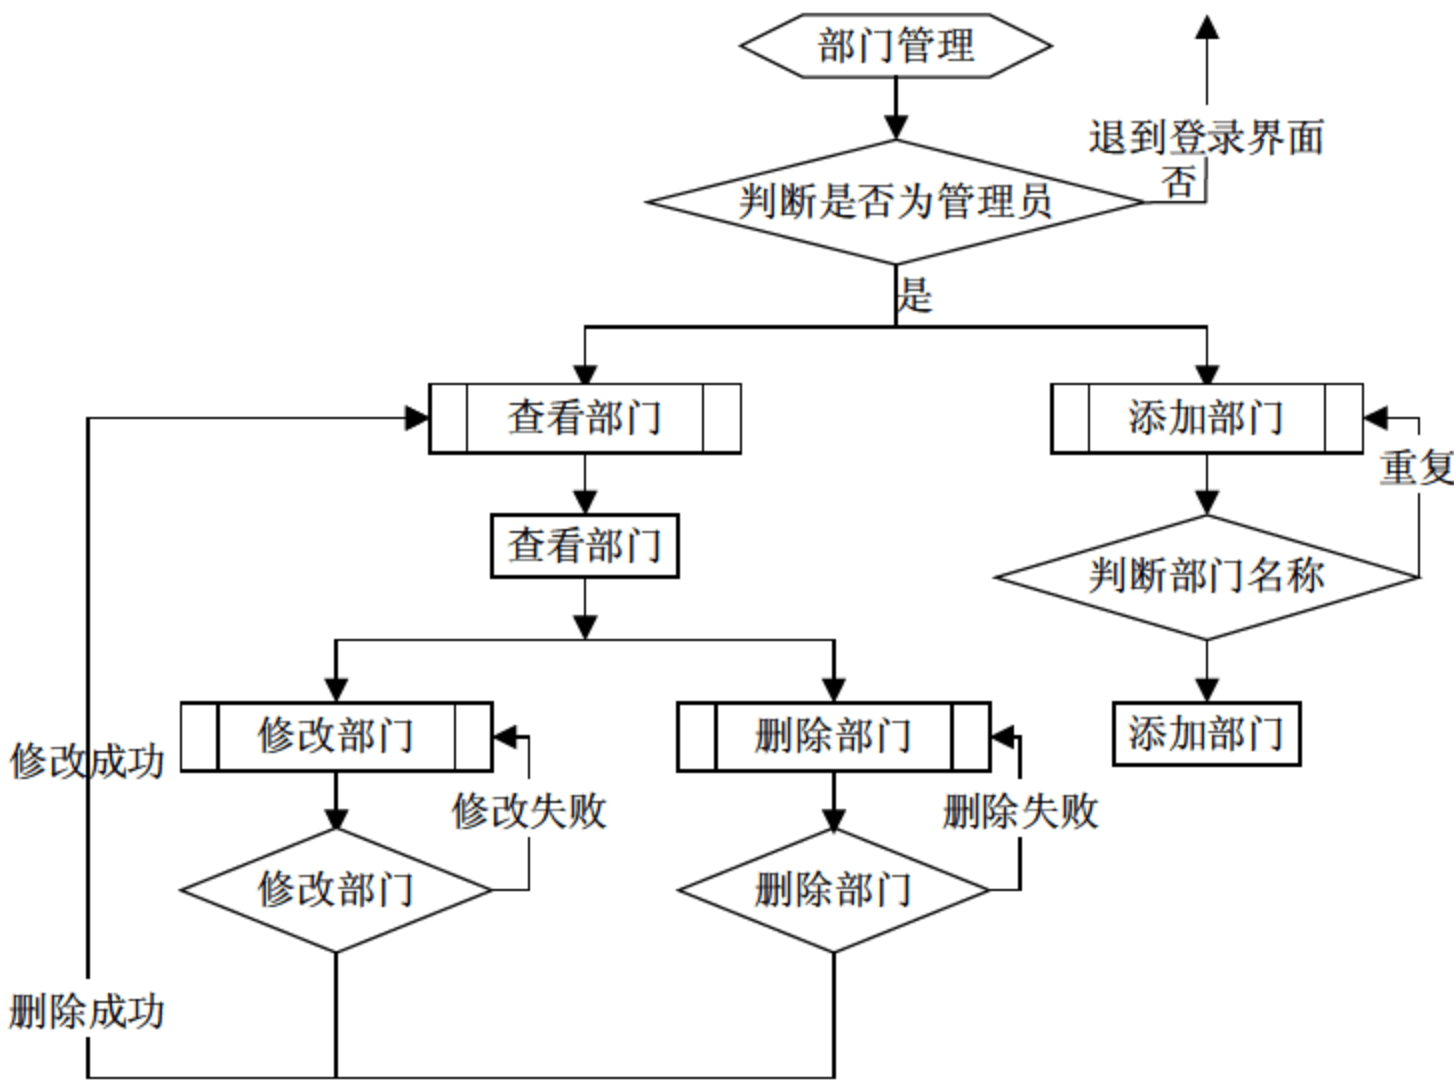 部门管理
退到登录界面
否
判断是否为管理员
是
查看部门
添加部门
重复
查看部门
判断部门名称
修改部门
删除部门
添加部门
修改成功
修改失败
删除失败
修改部门
删除部门
删除成功